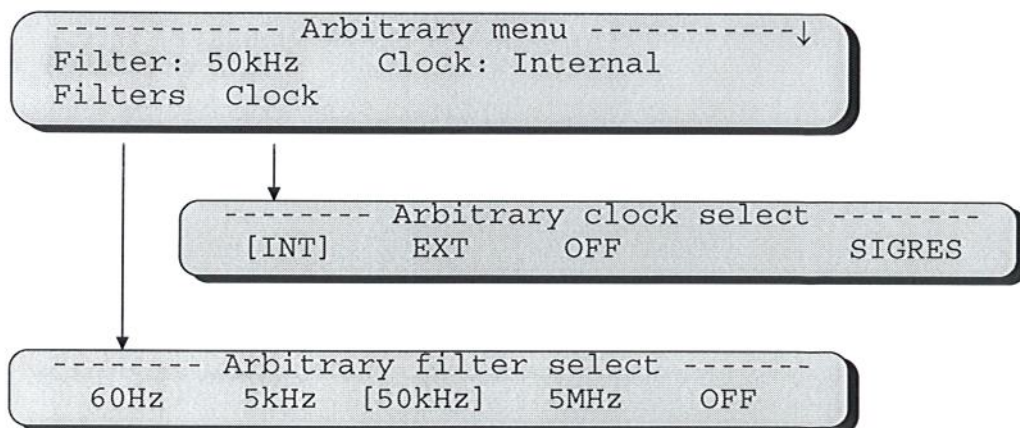 ------------ Arbitrary menu -----------↓
Filter: 50kHz Clock: Internal
Filters Clock
-------- Arbitrary clock select --------
[INT] EXT OFF SIGRES
-------- Arbitrary filter select -------
60Hz 5kHz [50kHz] 5MHz OFF